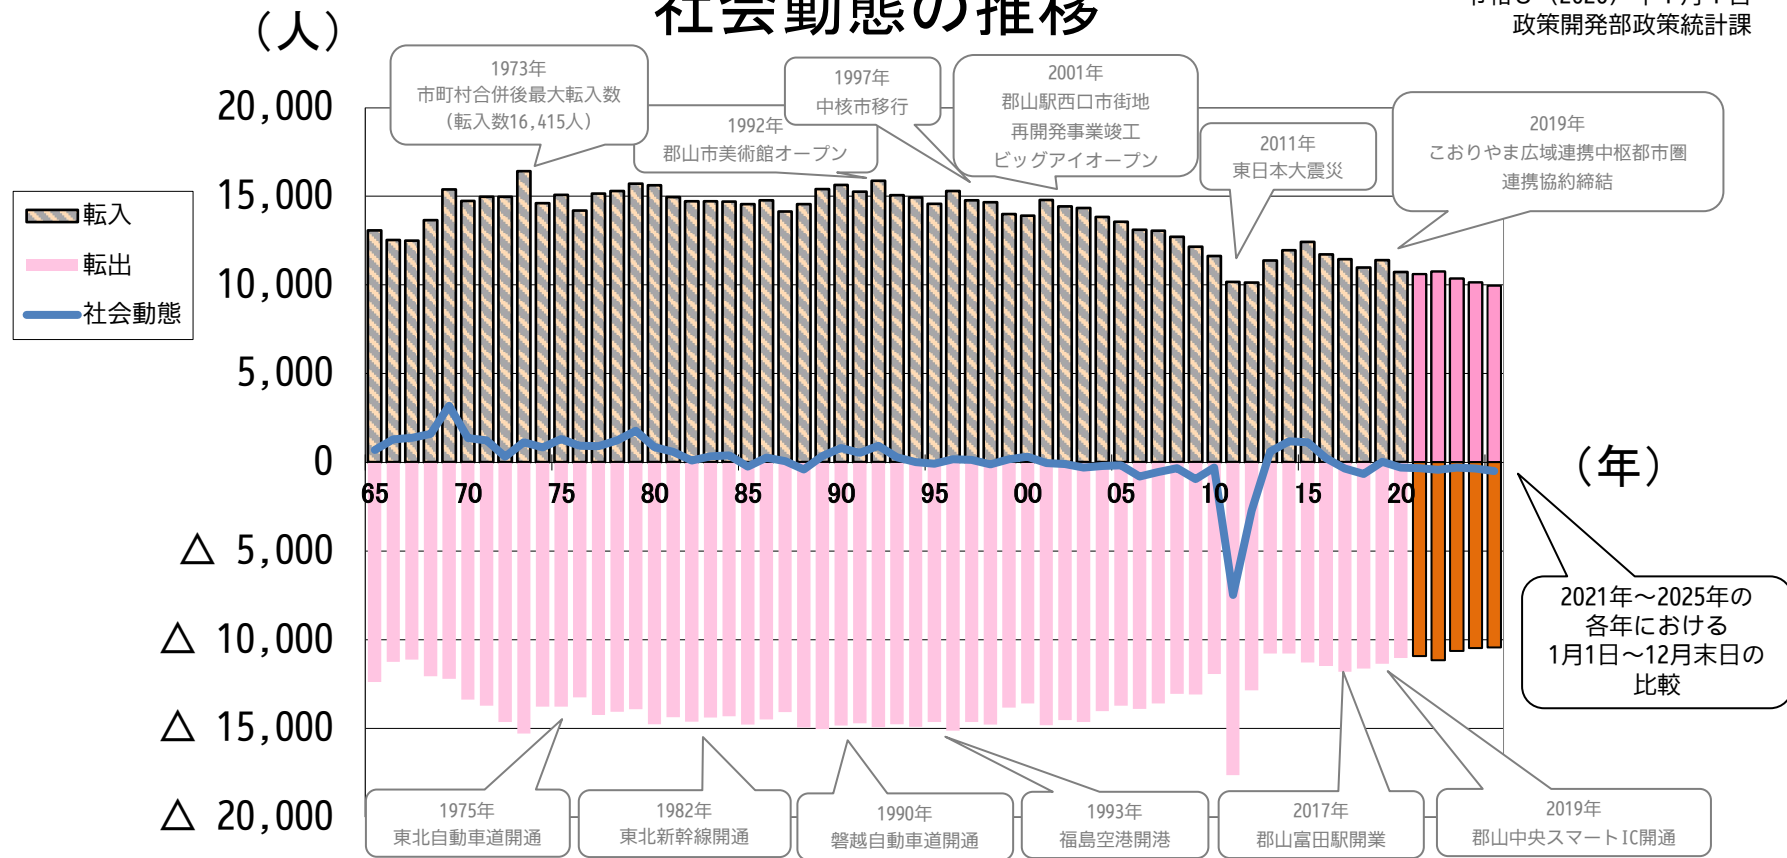 社会動態の推移
政策開発部政策統計課
（人）
1973年
市町村合併後最大転入数
（転入数16,415人）
1992年
郡山市美術館オープン
1997年
中核市移行
2001年
郡山駅西口市街地
再開発事業竣工
ビッグアイオープン
2011年
東日本大震災
2019年
こおりやま広域連携中枢都市圏
連携協約締結
転入
転出
社会動態
20,000
15,000
10,000
5,000
0
△ 5,000
△ 10,000
△ 15,000
△ 20,000
65 70 75 80 85 90 95 00 05 10 15 20
（年）
2021年～2025年の
各年における
1月1日～12月末日の
比較
1975年
東北自動車道開通
1982年
東北新幹線開通
1990年
磐越自動車道開通
1993年
福島空港開港
2017年
郡山富田駅開業
2019年
郡山中央スマートIC開通